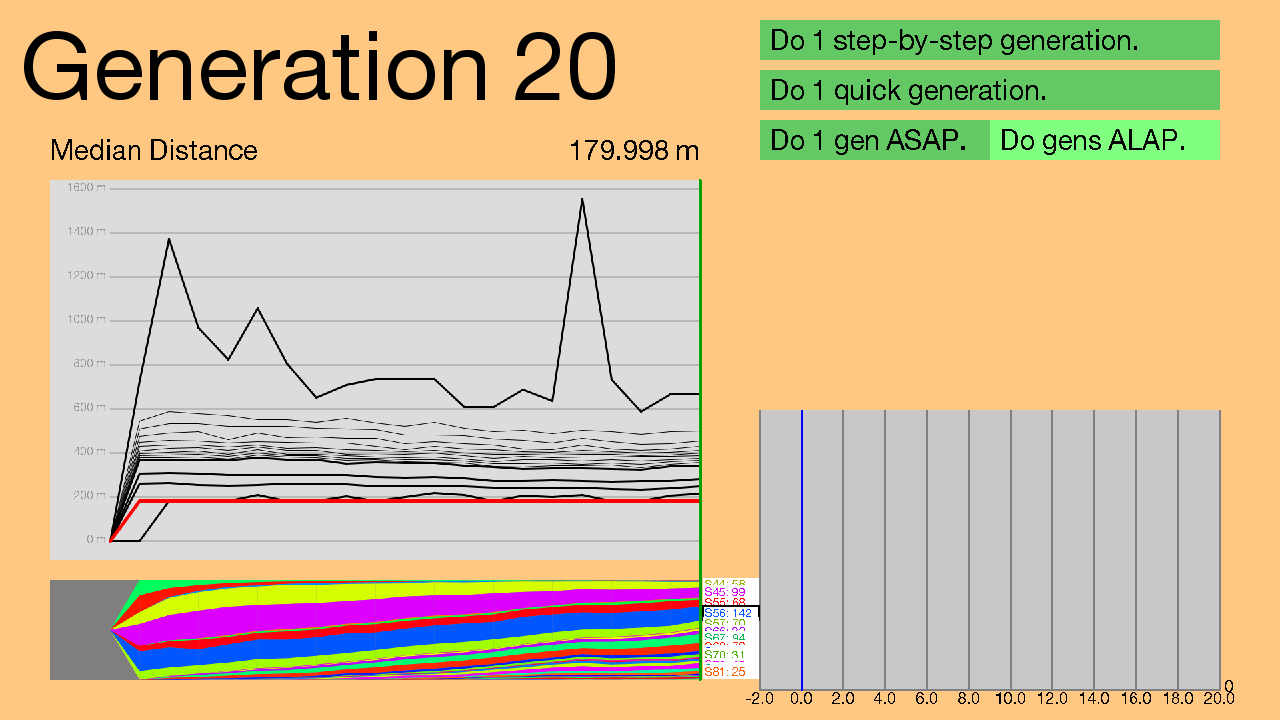 Generation 20
Do 1 step-by-step generation.
Do 1 quick generation.
Do 1 gen ASAP.
Do gens ALAP.
Median Distance
179.998 m
1600 m
1400 m
1200 m
1000 m
800 m
600 m
400 m
200 m
0 m
S44: 58
S45: 99
S55: 68
S56: 142
S57: 70
S67: 94
S70: 31
S81: 25
0
-2.0 0.0 2.0 4.0 6.0 8.0 10.0 12.0 14.0 16.0 18.0 20.0